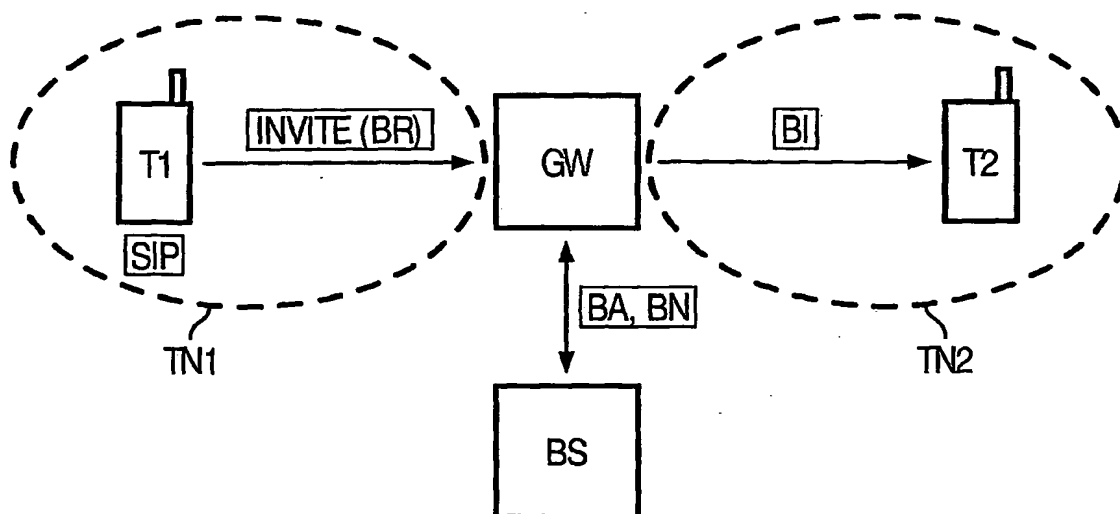 INVITE (BR)
BI
T1
GW
T2
SIP
BA, BN
TN1
TN2
BS